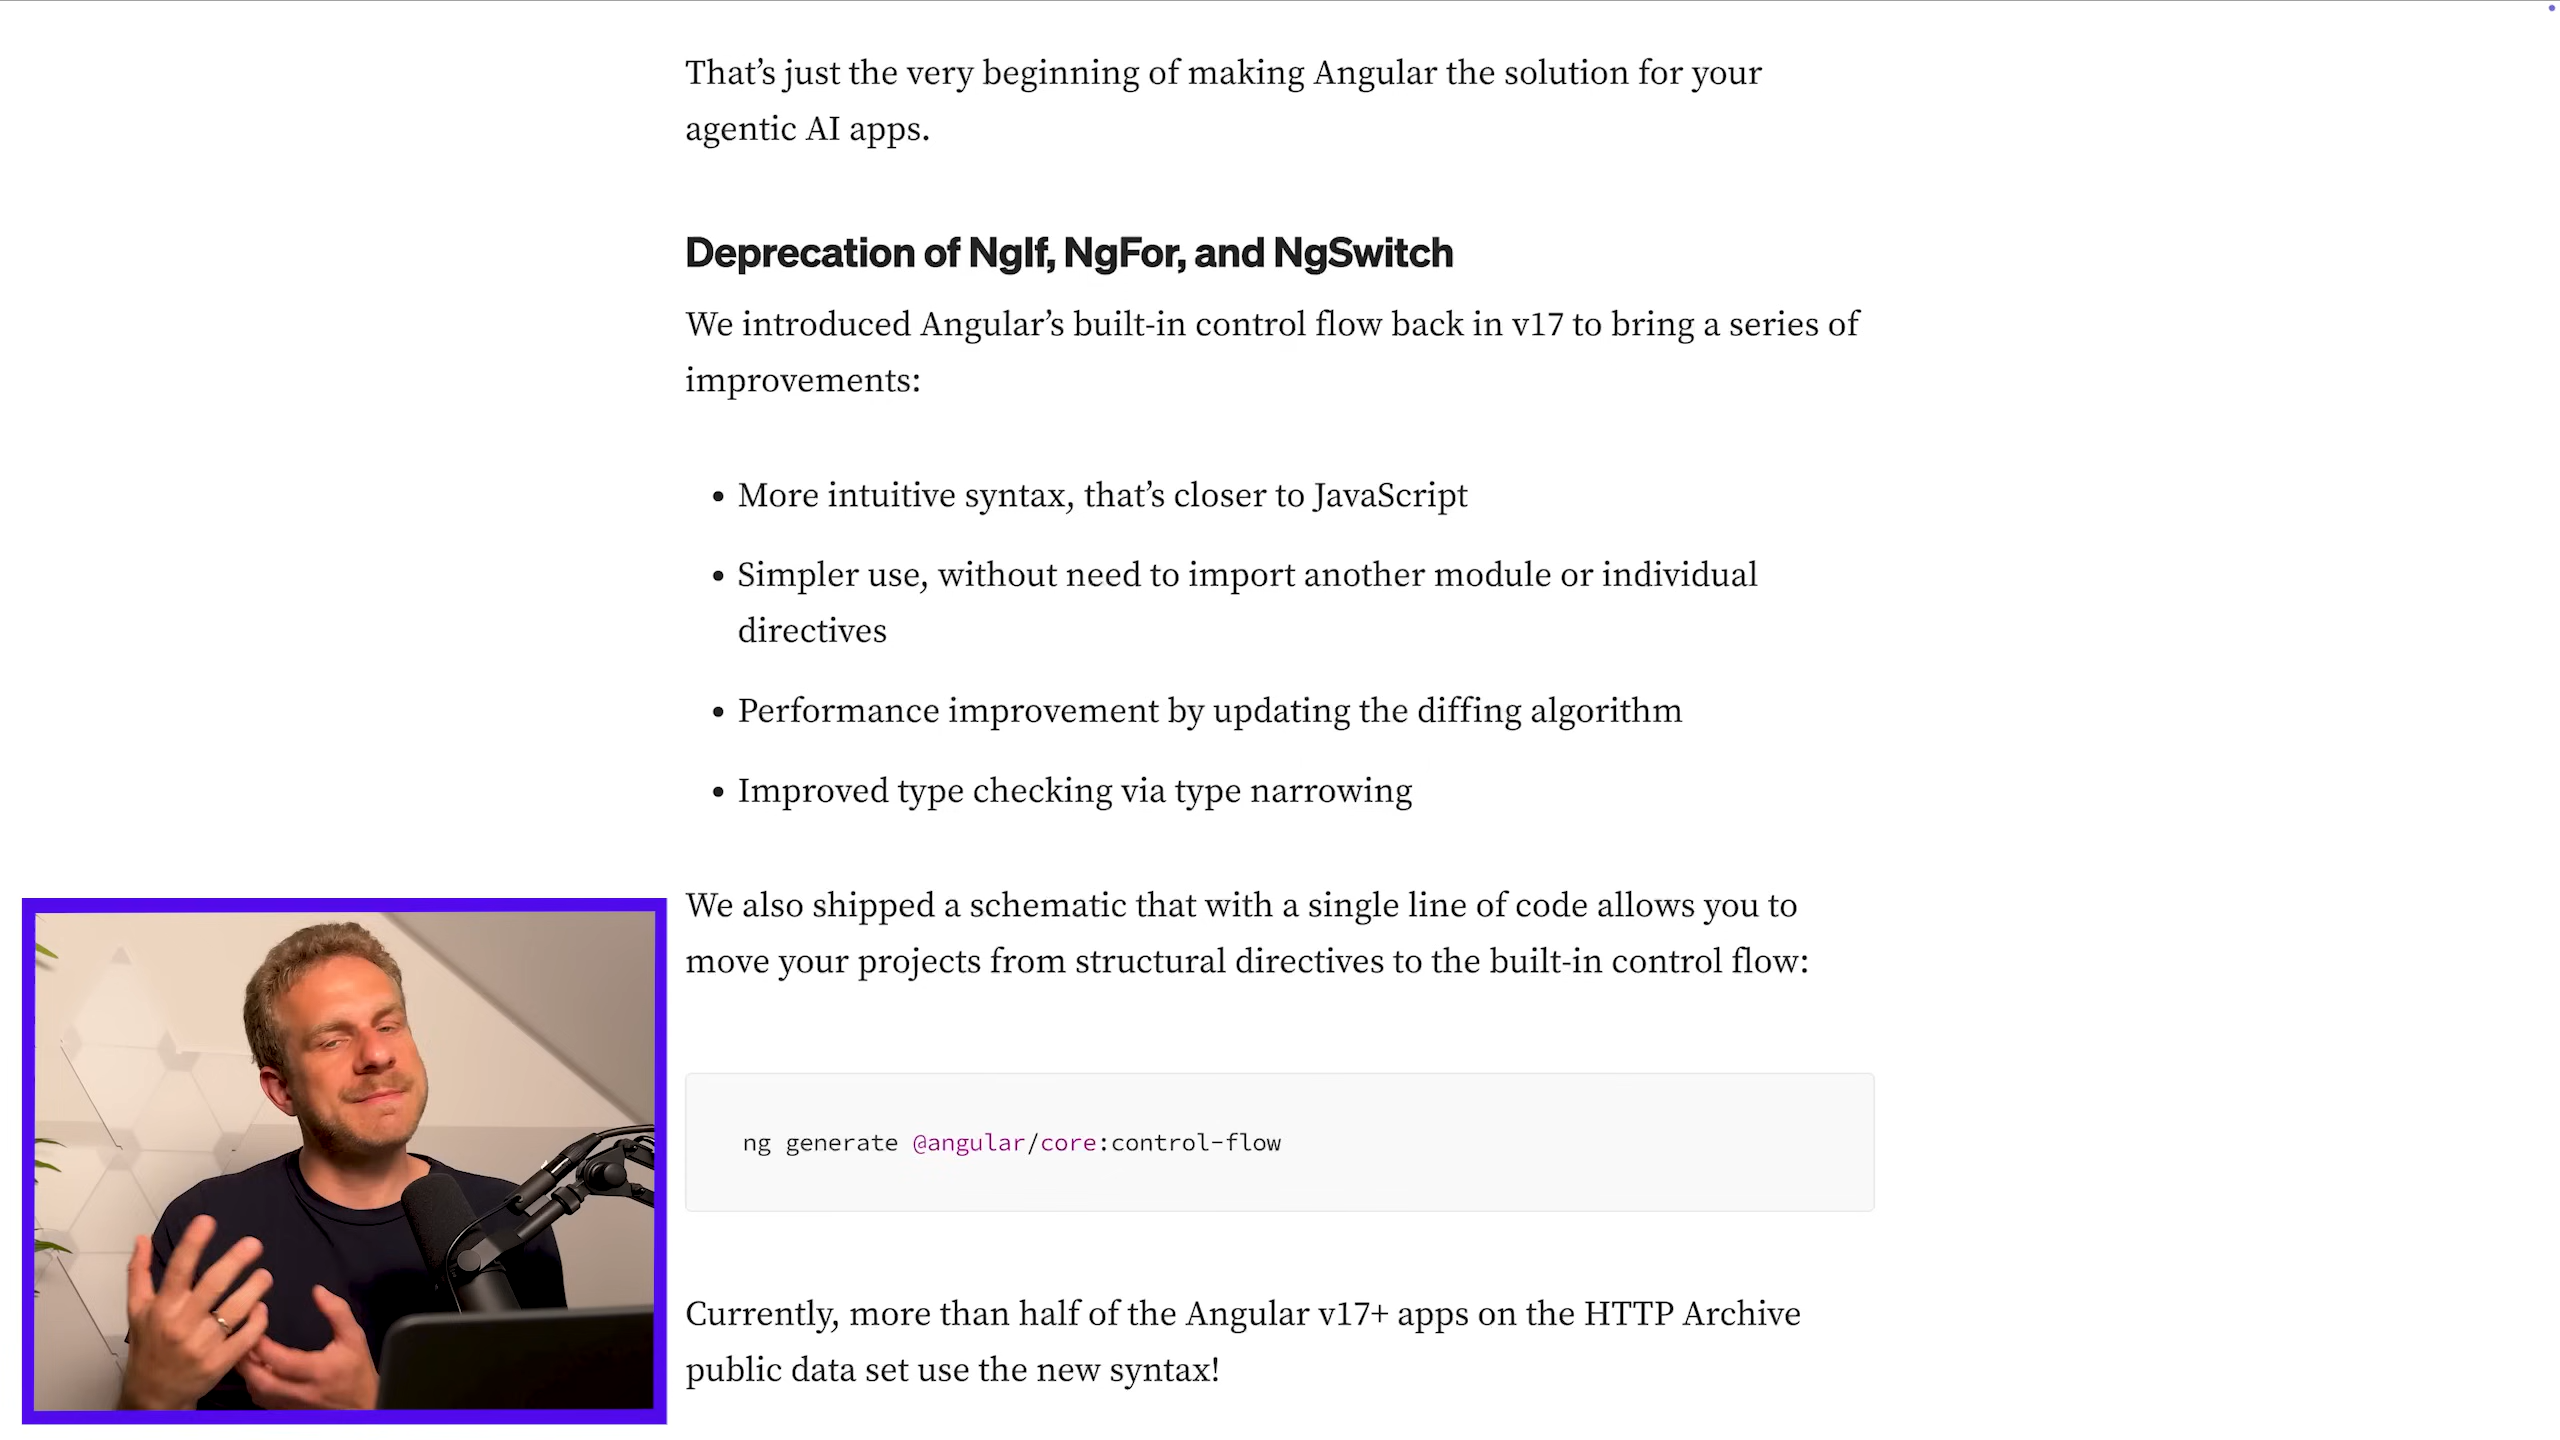 That’s just the very beginning of making Angular the solution for your
agentic AI apps.
Deprecation of NgIf, NgFor, and NgSwitch
We introduced Angular’s built-in control flow back in v17 to bring a series of
improvements:
• More intuitive syntax, that’s closer to JavaScript
• Simpler use, without need to import another module or individual
directives
• Performance improvement by updating the diffing algorithm
• Improved type checking via type narrowing
We also shipped a schematic that with a single line of code allows you to
move your projects from structural directives to the built-in control flow:
ng generate @angular/core:control-flow
Currently, more than half of the Angular v17+ apps on the HTTP Archive
public data set use the new syntax!